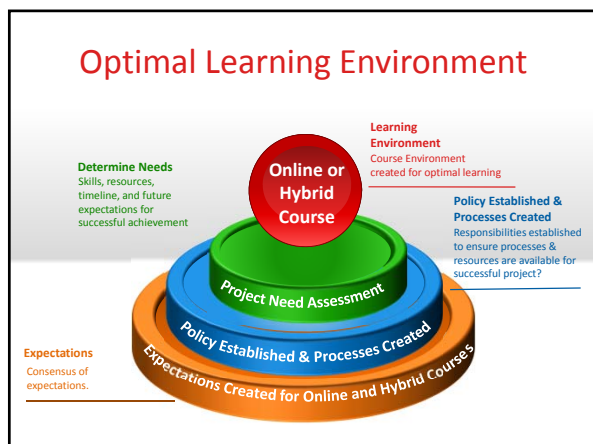 Optimal Learning Environment
Learning
Environment
Course Environment
created for optimal learning
Determine Needs
Skills, resources,
timeline, and future
expectations for
successful achievement
Online or
Hybrid
Course
Policy Established &
Processes Created
Responsibilities established
to ensure processes &
resources are available for
successful project?
Project Need Assessment
Policy Established & Processes Created
Expectations Created for Online and Hybrid Courses
Expectations
Consensus of
expectations.